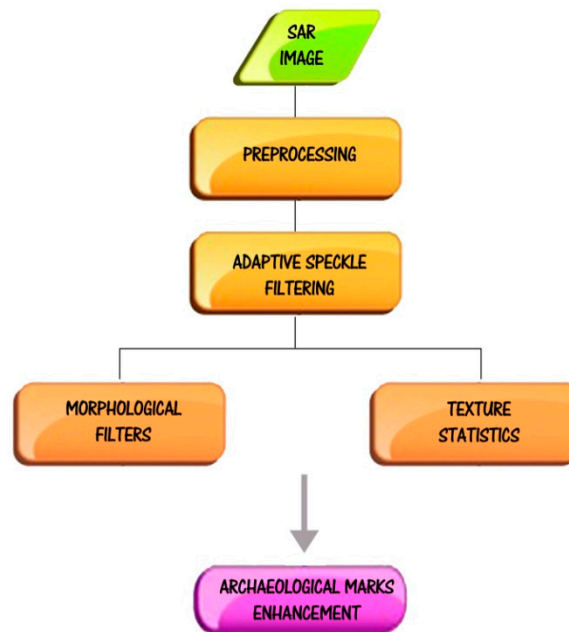 SAR
IMAGE
PREPROCESSING
ADAPTIVE SPECKLE
FILTERING
MORPHOLOGICAL
FILTERS
TEXTURE
STATISTICS
ARCHAEOLOGICAL MARKS
ENHANCEMENT